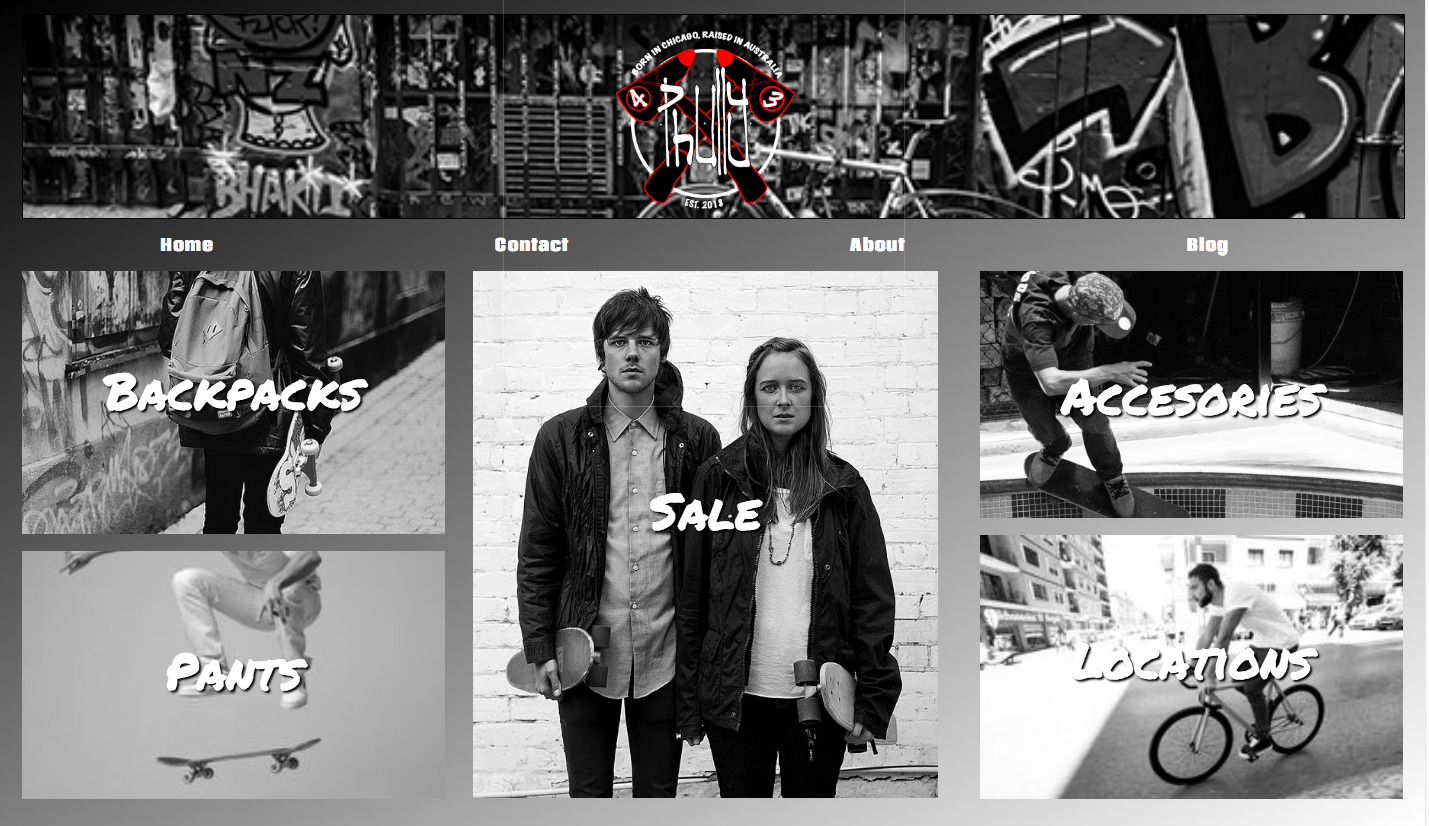 BORN IN CHICAGO, RAISED IN AUSTRALIA
4
3
EST. 2018
BHAKTI
Home
Contact
About
Blog
Backpacks
Sale
Accesories
Pants
Locations